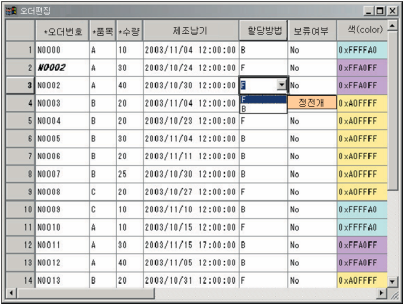 오더편집
*오더번호 *품목 *수량 제조납기 할당방법 보류여부 색(color)
1 N0000 A 10 2003/11/04 12:00:00 B No 0xFFFFA0
2 N0002 A 30 2003/10/24 12:00:00 F No 0xFFA0FF
3 N0002 A 40 2003/10/30 12:00:00 F No 0xFFA0FF
4 N0003 B 20 2003/11/04 12:00:00 F 정전개 0xA0FFFF
B
5 N0004 B 20 2003/10/23 12:00:00 F No 0xA0FFFF
6 N0005 B 30 2003/11/04 12:00:00 B No 0xA0FFFF
7 N0006 B 20 2003/11/11 12:00:00 B No 0xA0FFFF
8 N0007 B 25 2003/10/30 12:00:00 B No 0xA0FFFF
9 N0008 C 20 2003/10/27 12:00:00 F No 0xA0FFFF
10 N0009 C 10 2003/11/10 12:00:00 B No 0xFFFFA0
11 N0010 A 10 2003/10/15 12:00:00 F No 0xFFFFA0
12 N0011 A 30 2003/11/15 17:00:00 B No 0xFFA0FF
13 N0012 A 40 2003/11/05 12:00:00 B No 0xFFA0FF
14 N0013 B 20 2003/10/31 12:00:00 F No 0xA0FFFF